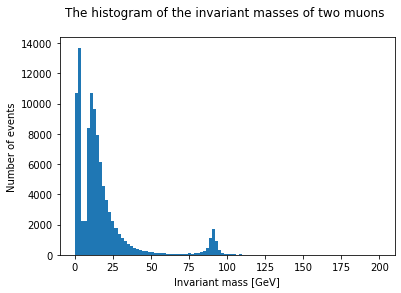 The histogram of the invariant masses of two muons
14000
12000
10000
8000
6000
4000
2000
0
Number of events
0 25 50 75 100 125 150 175 200
Invariant mass [GeV]